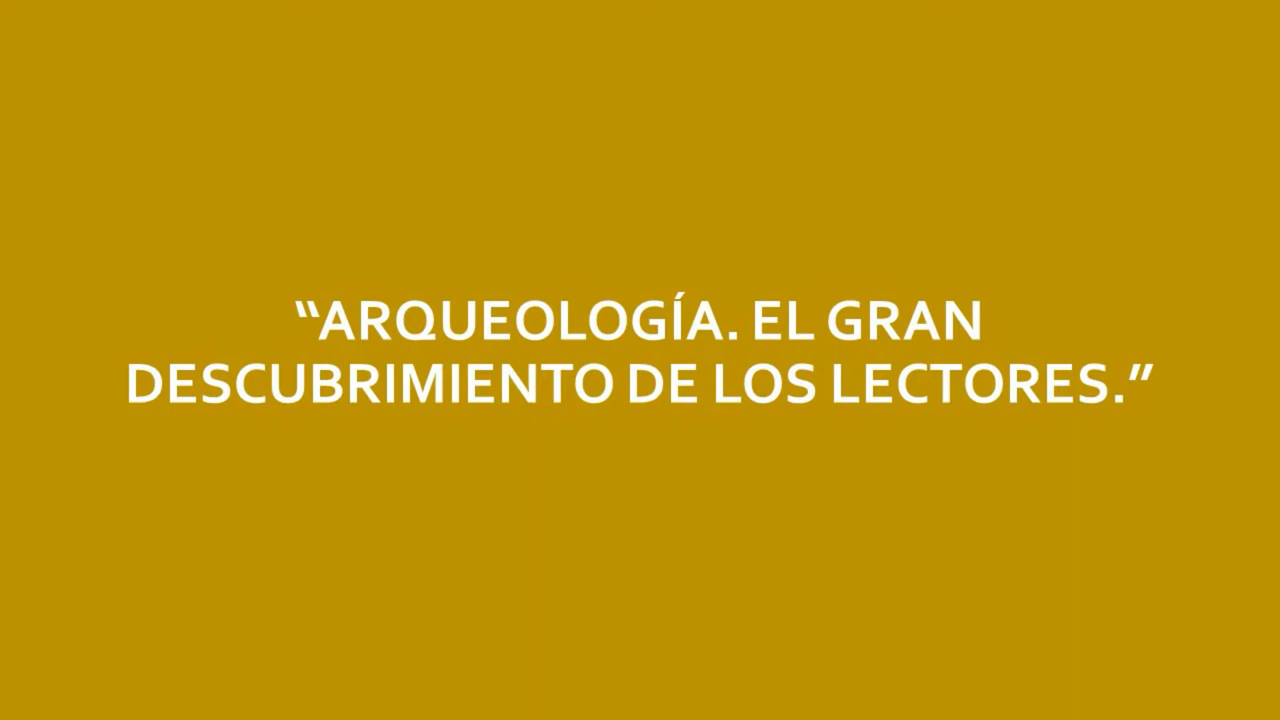 “ARQUEOLOGÍA. EL GRAN
DESCUBRIMIENTO DE LOS LECTORES.”